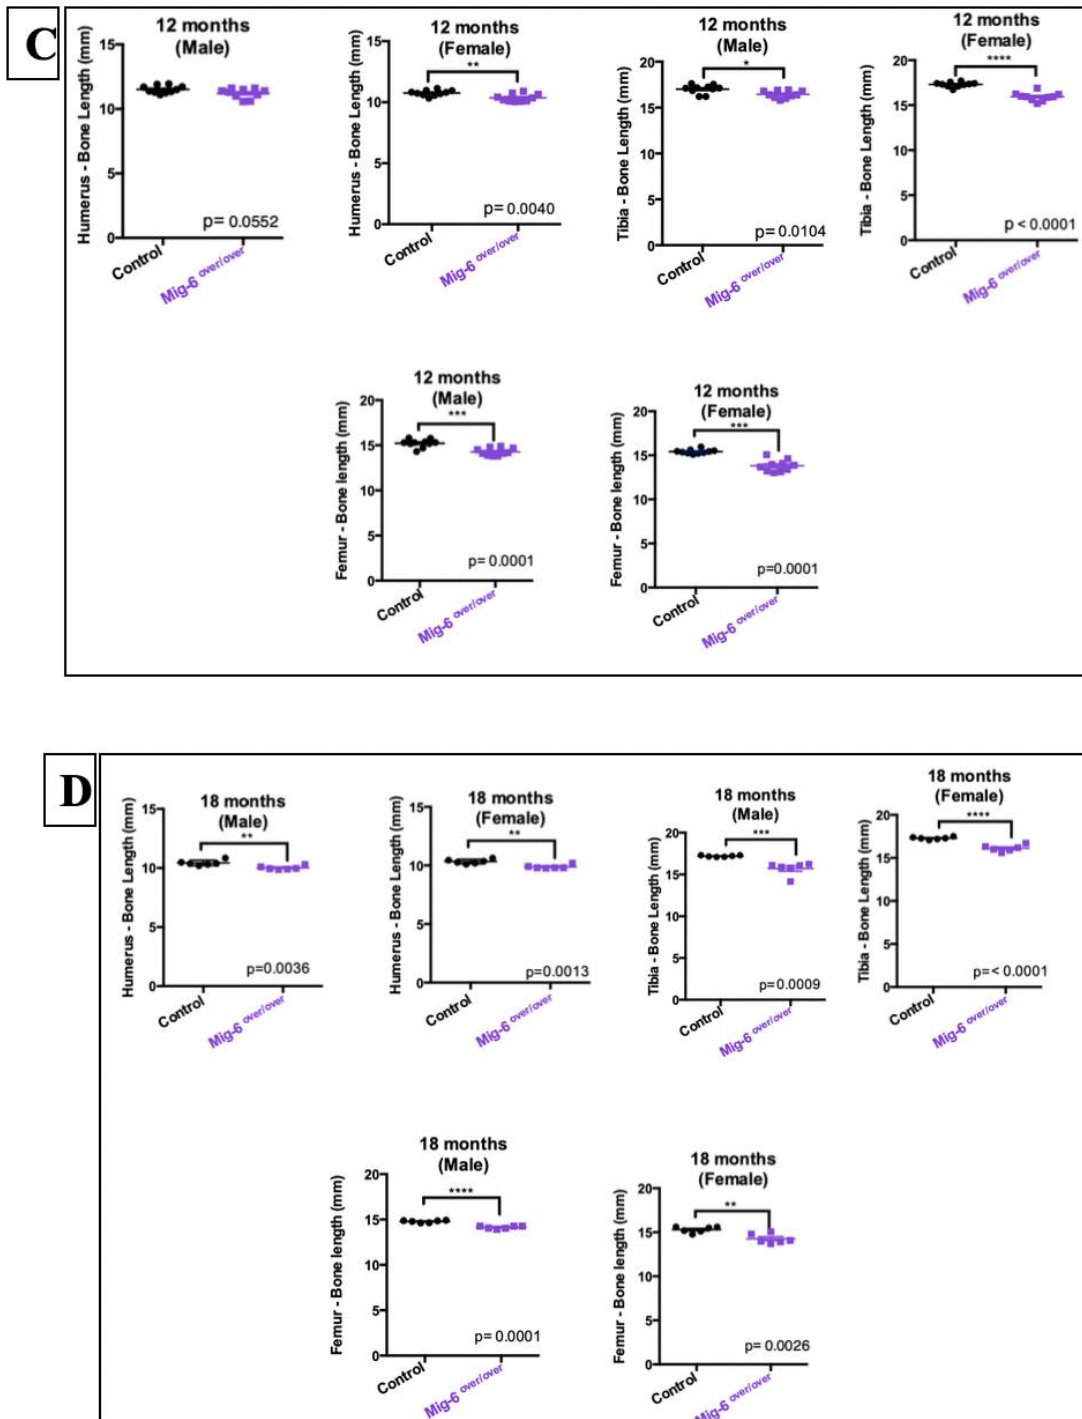 C
12 months
(Male)
Humerus - Bone Length (mm)
15
10
5
0
p= 0.0552
Control
Mig-6 over/over
12 months
(Female)
**
Humerus - Bone Length (mm)
15
10
5
0
p= 0.0040
Control
Mig-6 over/over
12 months
(Male)
*
Tibia - Bone Length (mm)
20
15
10
5
0
p= 0.0104
Control
Mig-6 over/over
12 months
(Female)
****
Tibia - Bone Length (mm)
20
15
10
5
0
p < 0.0001
Control
Mig-6 over/over
12 months
(Male)
***
Femur - Bone length (mm)
20
15
10
5
0
p= 0.0001
Control
Mig-6 over/over
12 months
(Female)
***
Femur - Bone length (mm)
20
15
10
5
0
p=0.0001
Control
Mig-6 over/over
D
18 months
(Male)
**
Humerus - Bone Length (mm)
15
10
5
0
p=0.0036
Control
Mig-6 over/over
18 months
(Female)
**
Humerus - Bone Length (mm)
15
10
5
0
p=0.0013
Control
Mig-6 over/over
18 months
(Male)
***
Tibia - Bone Length (mm)
20
15
10
5
0
p=0.0009
Control
Mig-6 over/over
18 months
(Female)
****
Tibia - Bone Length (mm)
20
15
10
5
0
p=< 0.0001
Control
Mig-6 over/over
18 months
(Male)
****
Femur - Bone length (mm)
20
15
10
5
0
p= 0.0001
Control
Mig-6 over/over
18 months
(Female)
**
Femur - Bone length (mm)
20
15
10
5
0
p= 0.0026
Control
Mig-6 over/over